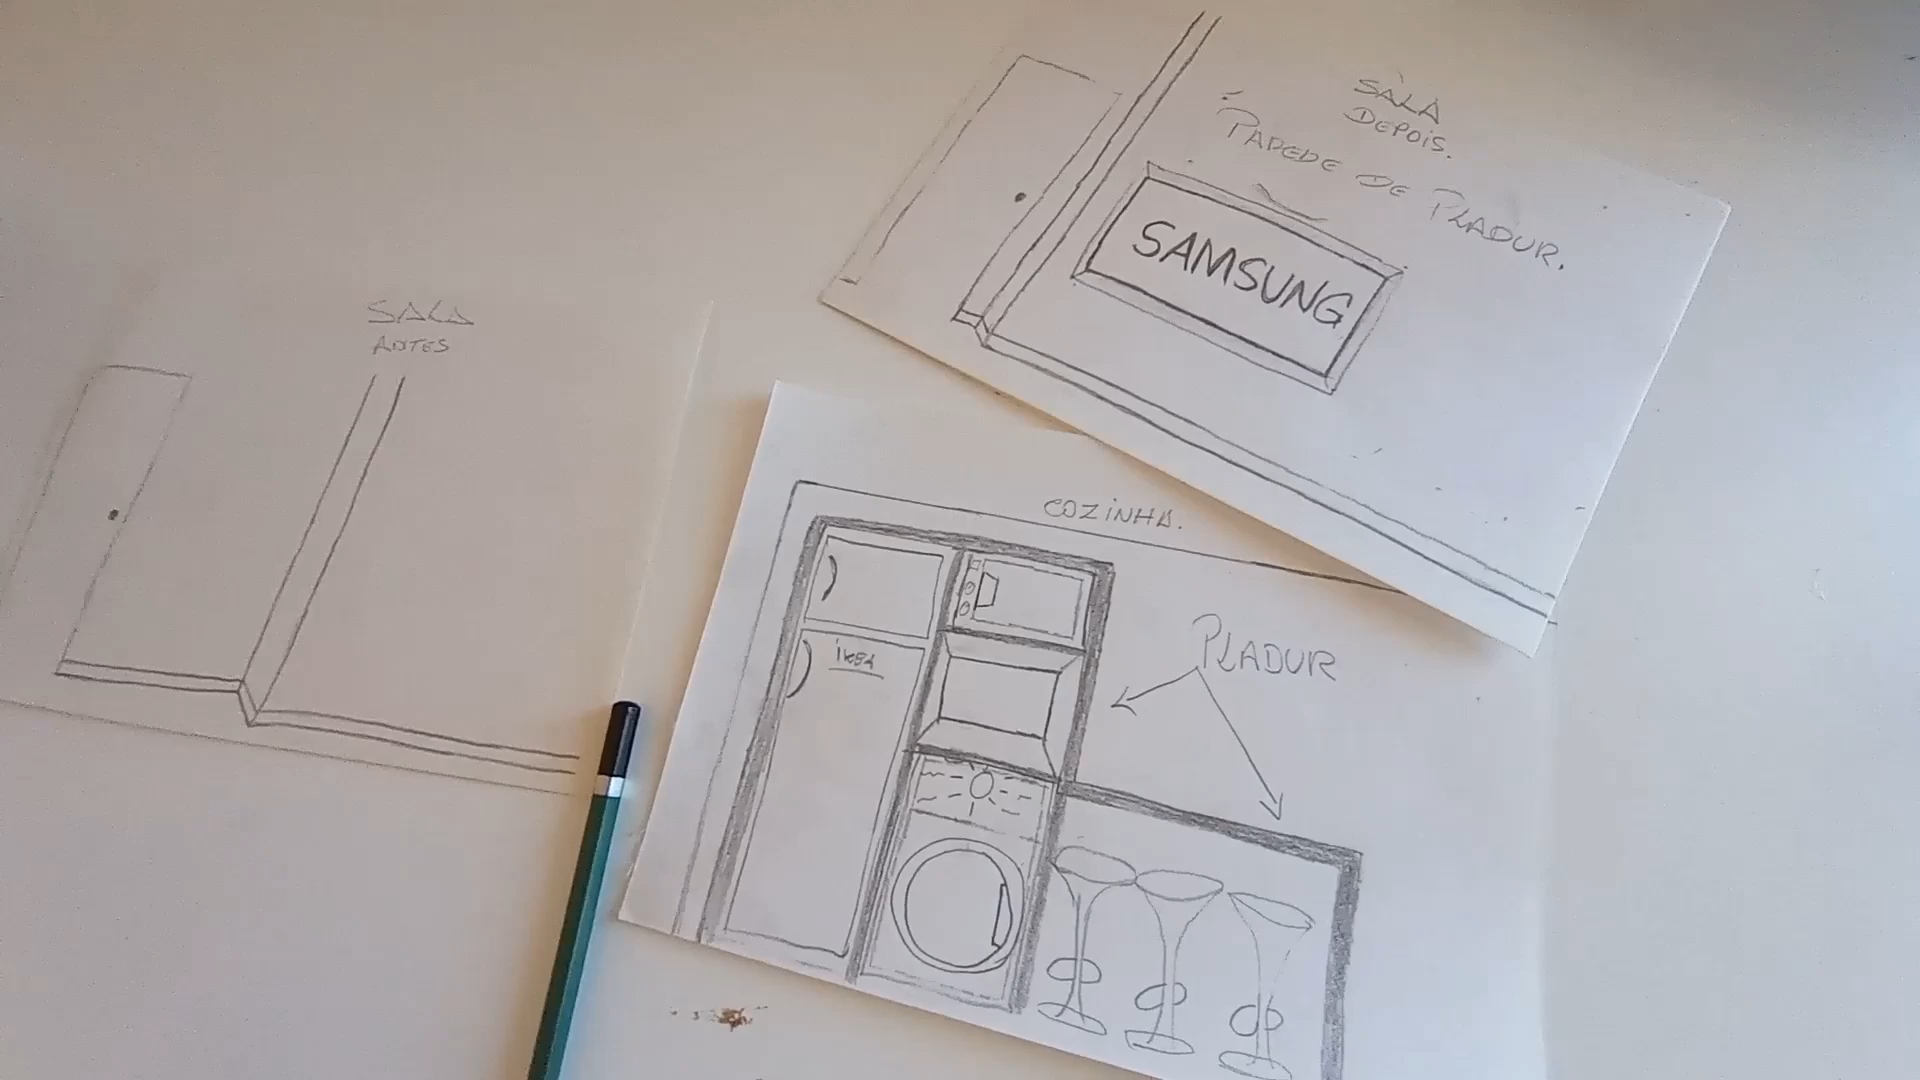 SALA
ANTES
SALA
DEPOIS.
PAREDE DE PLADUR.
SAMSUNG
COZINHA.
IKEA
PLADUR